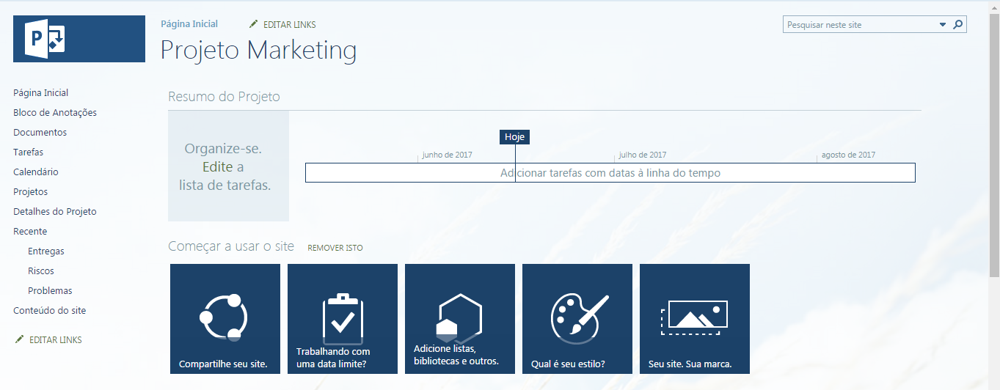 P
Página Inicial
EDITAR LINKS
Pesquisar neste site
Projeto Marketing
Página Inicial
Bloco de Anotações
Documentos
Tarefas
Calendário
Projetos
Detalhes do Projeto
Recente
Entregas
Riscos
Problemas
Conteúdo do site
EDITAR LINKS
Resumo do Projeto
Organize-se.
Edite a
lista de tarefas.
Hoje
junho de 2017
julho de 2017
agosto de 2017
Adicionar tarefas com datas à linha do tempo
Começar a usar o site
REMOVER ISTO
Compartilhe seu site.
Trabalhando com
uma data limite?
Adicione listas,
bibliotecas e outros.
Qual é seu estilo?
Seu site. Sua marca.